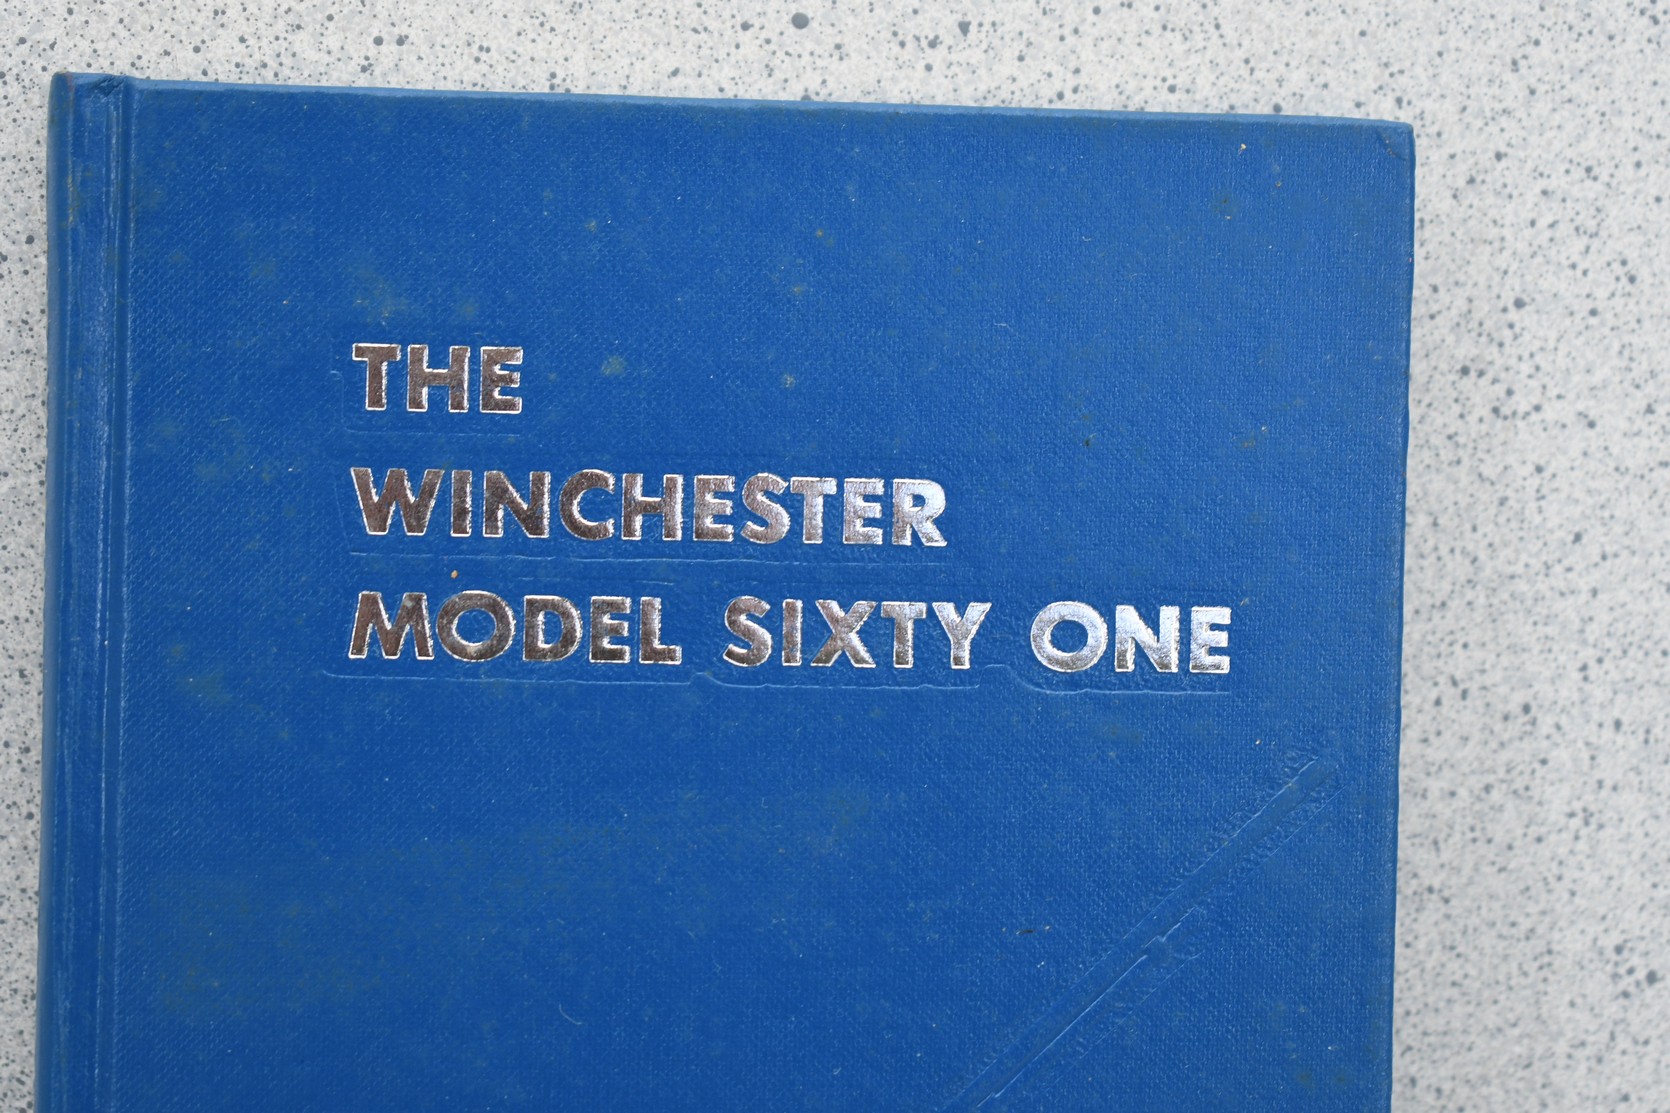 THE
WINCHESTER
MODEL SIXTY ONE